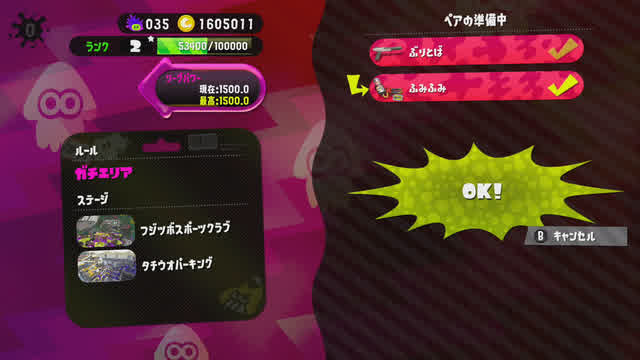 0
035
1605011
ランク
2
53400/100000
リーグパワー
現在:1500.0
最高:1500.0
ルール
ガチエリア
ステージ
フジツボスポーツクラブ
タチウオパーキング
ペアの準備中
ぶりとぼ
ふみふみ
OK!
B キャンセル